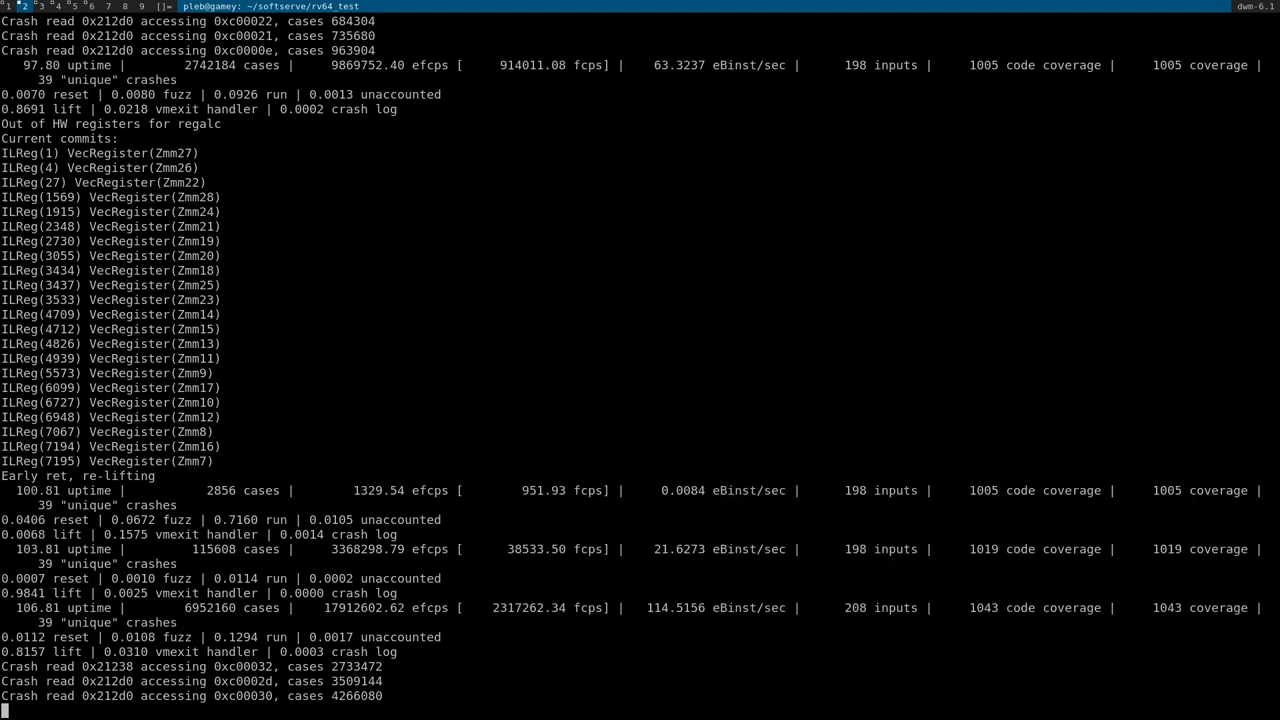 1 2 3 4 5 6 7 8 9 []= pleb@gamey: ~/softserve/rv64_test dwm-6.1
Crash read 0x212d0 accessing 0xc00022, cases 684304
Crash read 0x212d0 accessing 0xc00021, cases 735680
Crash read 0x212d0 accessing 0xc0000e, cases 963904
97.80 uptime | 2742184 cases | 9869752.40 efcps [ 914011.08 fcps] | 63.3237 eBinst/sec | 198 inputs | 1005 code coverage | 1005 coverage |
39 "unique" crashes
0.0070 reset | 0.0080 fuzz | 0.0926 run | 0.0013 unaccounted
0.8691 lift | 0.0218 vmexit handler | 0.0002 crash log
Out of HW registers for regalc
Current commits:
ILReg(1) VecRegister(Zmm27)
ILReg(4) VecRegister(Zmm26)
ILReg(27) VecRegister(Zmm22)
ILReg(1569) VecRegister(Zmm28)
ILReg(1915) VecRegister(Zmm24)
ILReg(2348) VecRegister(Zmm21)
ILReg(2730) VecRegister(Zmm19)
ILReg(3055) VecRegister(Zmm20)
ILReg(3434) VecRegister(Zmm18)
ILReg(3437) VecRegister(Zmm25)
ILReg(3533) VecRegister(Zmm23)
ILReg(4709) VecRegister(Zmm14)
ILReg(4712) VecRegister(Zmm15)
ILReg(4826) VecRegister(Zmm13)
ILReg(4939) VecRegister(Zmm11)
ILReg(5573) VecRegister(Zmm9)
ILReg(6099) VecRegister(Zmm17)
ILReg(6727) VecRegister(Zmm10)
ILReg(6948) VecRegister(Zmm12)
ILReg(7067) VecRegister(Zmm8)
ILReg(7194) VecRegister(Zmm16)
ILReg(7195) VecRegister(Zmm7)
Early ret, re-lifting
100.81 uptime | 2856 cases | 1329.54 efcps [ 951.93 fcps] | 0.0084 eBinst/sec | 198 inputs | 1005 code coverage | 1005 coverage |
39 "unique" crashes
0.0406 reset | 0.0672 fuzz | 0.7160 run | 0.0105 unaccounted
0.0068 lift | 0.1575 vmexit handler | 0.0014 crash log
103.81 uptime | 115608 cases | 3368298.79 efcps [ 38533.50 fcps] | 21.6273 eBinst/sec | 198 inputs | 1019 code coverage | 1019 coverage |
39 "unique" crashes
0.0007 reset | 0.0010 fuzz | 0.0114 run | 0.0002 unaccounted
0.9841 lift | 0.0025 vmexit handler | 0.0000 crash log
106.81 uptime | 6952160 cases | 17912602.62 efcps [ 2317262.34 fcps] | 114.5156 eBinst/sec | 208 inputs | 1043 code coverage | 1043 coverage |
39 "unique" crashes
0.0112 reset | 0.0108 fuzz | 0.1294 run | 0.0017 unaccounted
0.8157 lift | 0.0310 vmexit handler | 0.0003 crash log
Crash read 0x21238 accessing 0xc00032, cases 2733472
Crash read 0x212d0 accessing 0xc0002d, cases 3509144
Crash read 0x212d0 accessing 0xc00030, cases 4266080